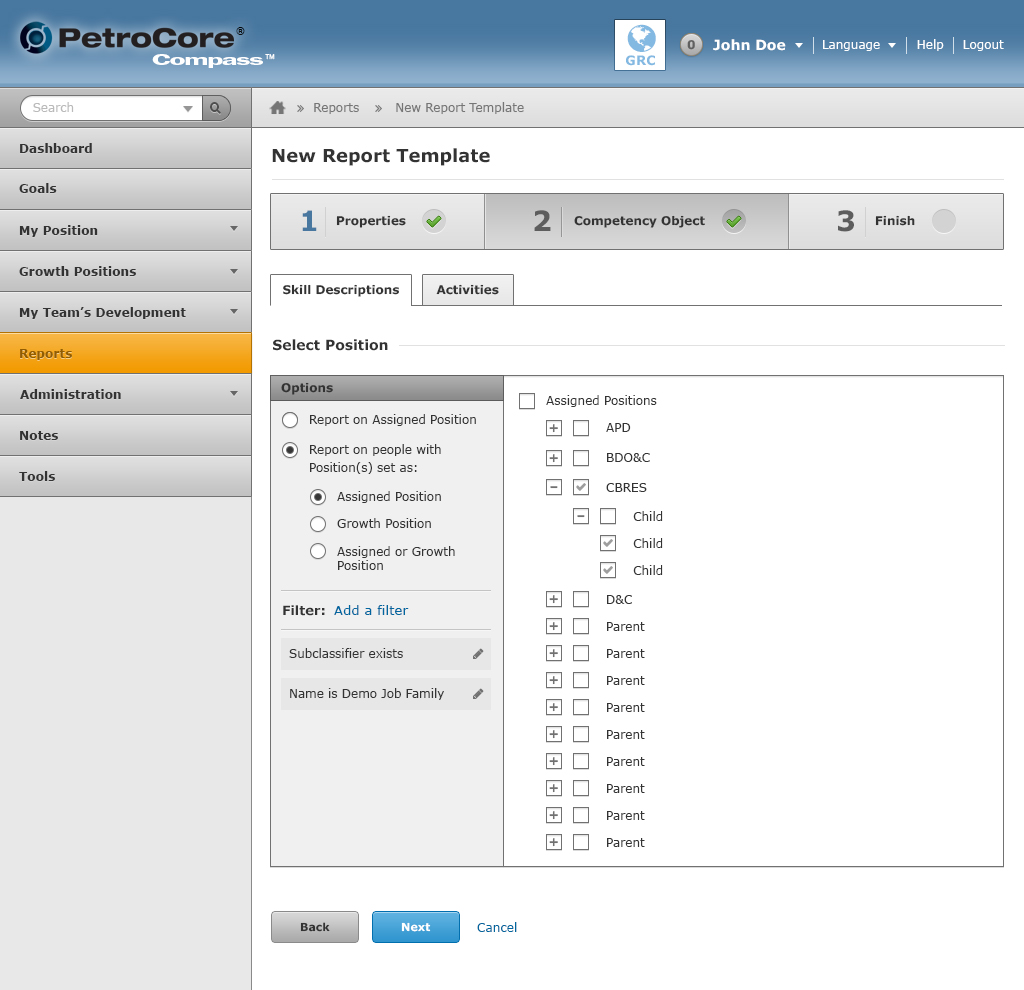 PetroCore®
Compass™
GRC
0 John Doe Language Help Logout
Search
Reports » New Report Template
Dashboard
Goals
My Position
Growth Positions
My Team’s Development
Reports
Administration
Notes
Tools
New Report Template
1 Properties
2 Competency Object
3 Finish
Skill Descriptions
Activities
Select Position
Options
Report on Assigned Position
Report on people with
Position(s) set as:
Assigned Position
Growth Position
Assigned or Growth
Position
Filter: Add a filter
Subclassifier exists
Name is Demo Job Family
Assigned Positions
APD
BDO&C
CBRES
Child
Child
Child
D&C
Parent
Parent
Parent
Parent
Parent
Parent
Parent
Parent
Parent
Back
Next
Cancel